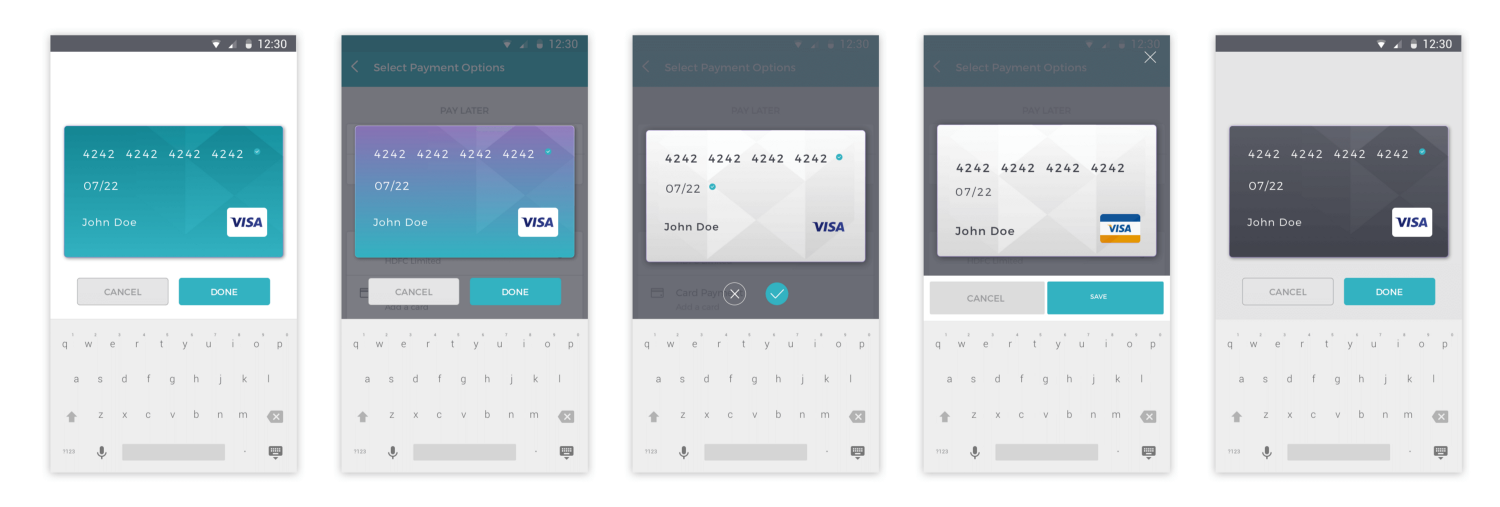 12:30
4242 4242 4242 4242
07/22
John Doe
VISA
CANCEL
DONE
q w e r t y u i o p
a s d f g h j k l
z x c v b n m
?123
12:30
Select Payment Options
PAY LATER
4242 4242 4242 4242
07/22
John Doe
VISA
HDFC Limited
CANCEL
DONE
Add a card
q w e r t y u i o p
a s d f g h j k l
z x c v b n m
?123
12:30
Select Payment Options
PAY LATER
4242 4242 4242 4242
07/22
John Doe
VISA
Card Paym
Add a card
q w e r t y u i o p
a s d f g h j k l
z x c v b n m
?123
12:30
Select Payment Options
PAY LATER
4242 4242 4242 4242
07/22
John Doe
VISA
CANCEL
SAVE
q w e r t y u i o p
a s d f g h j k l
z x c v b n m
?123
12:30
4242 4242 4242 4242
07/22
John Doe
VISA
CANCEL
DONE
q w e r t y u i o p
a s d f g h j k l
z x c v b n m
?123